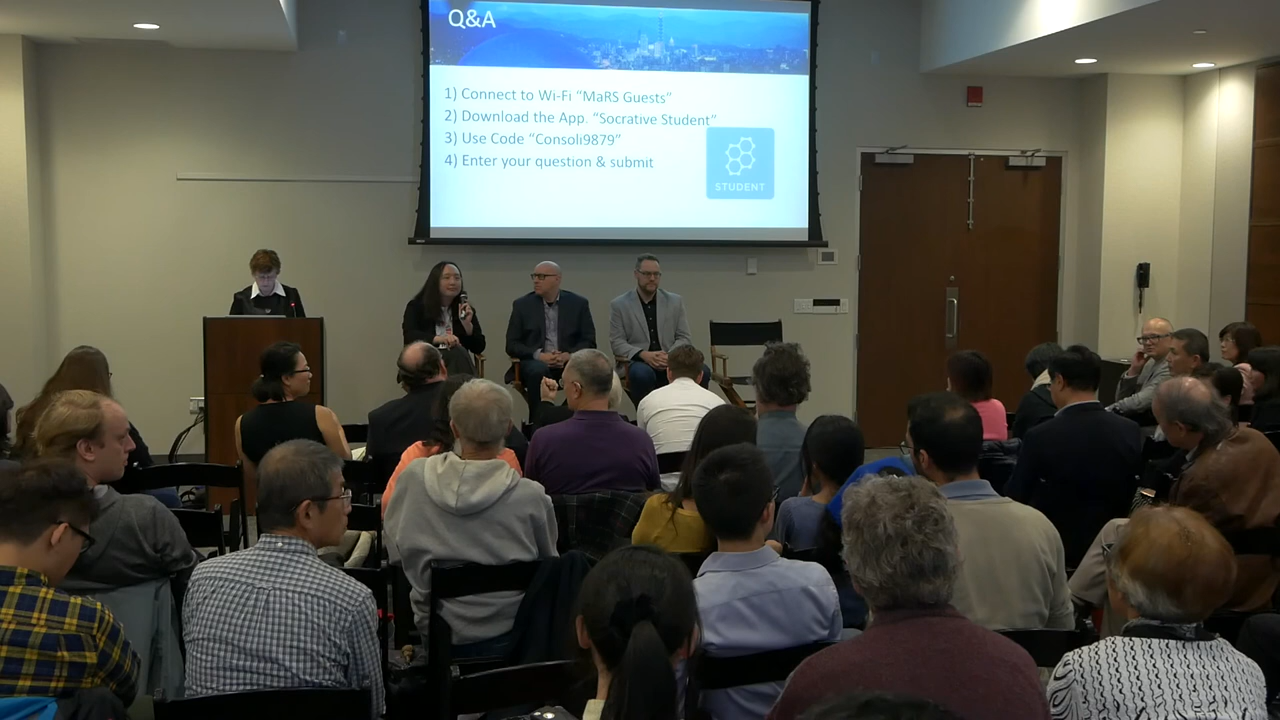 Q&A
1) Connect to Wi-Fi “MaRS Guests”
2) Download the App. “Socrative Student”
3) Use Code “Consoli9879”
4) Enter your question & submit
STUDENT